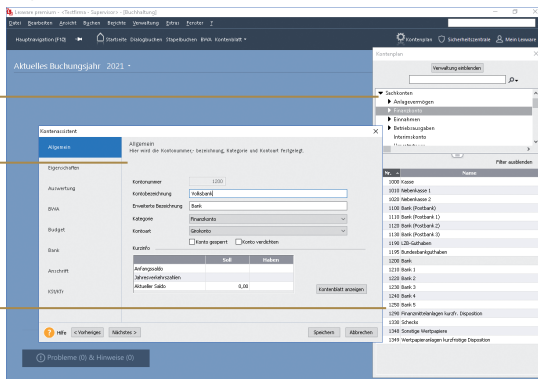 Lexware premium - <Testfirma - Supervisor> - [Buchhaltung]
Datei Bearbeiten Ansicht Buchen Berichte Verwaltung Extras Fenster ?
Hauptnavigation (F10) Startseite Dialogbuchen Stapelbuchen BWA Kontenblatt Kontenplan Sicherheitszentrale Mein Lexware
Aktuelles Buchungsjahr 2021
Kontenplan
Verwaltung einblenden
Sachkonten
Anlagevermögen
Finanzkonto
Einnahmen
Betriebsausgaben
Interimskonto
Filter ausblenden
Nr. Name
1000 Kasse
1010 Nebenkasse 1
1020 Nebenkasse 2
1100 Bank (Postbank)
1110 Bank (Postbank 1)
1120 Bank (Postbank 2)
1130 Bank (Postbank 3)
1190 LZB-Guthaben
1195 Bundesbankguthaben
1200 Bank
1210 Bank 1
1220 Bank 2
1230 Bank 3
1240 Bank 4
1250 Bank 5
1290 Finanzmittelanlagen kurzfr. Disposition
1330 Schecks
1348 Sonstige Wertpapiere
1349 Wertpapieranlagen kurzfristige Disposition
Kontenassistent
Allgemein
Eigenschaften
Auswertung
BWA
Budget
Bank
Anschrift
KST/KTr
Allgemein
Hier wird die Kontonummer,- bezeichnung, Kategorie und Kontoart festgelegt.
Kontonummer 1200
Kontobezeichnung Volksbank
Erweiterte Bezeichnung Bank
Kategorie Finanzkonto
Kontoart Girokonto
Konto gesperrt Konto verdichten
Kurzinfo
Soll Haben
Anfangssaldo
Jahresverkehrszahlen
Aktueller Saldo 0,00
Kontenblatt anzeigen
Hilfe < Vorheriges Nächstes > Speichern Abbrechen
Probleme (0) & Hinweise (0)